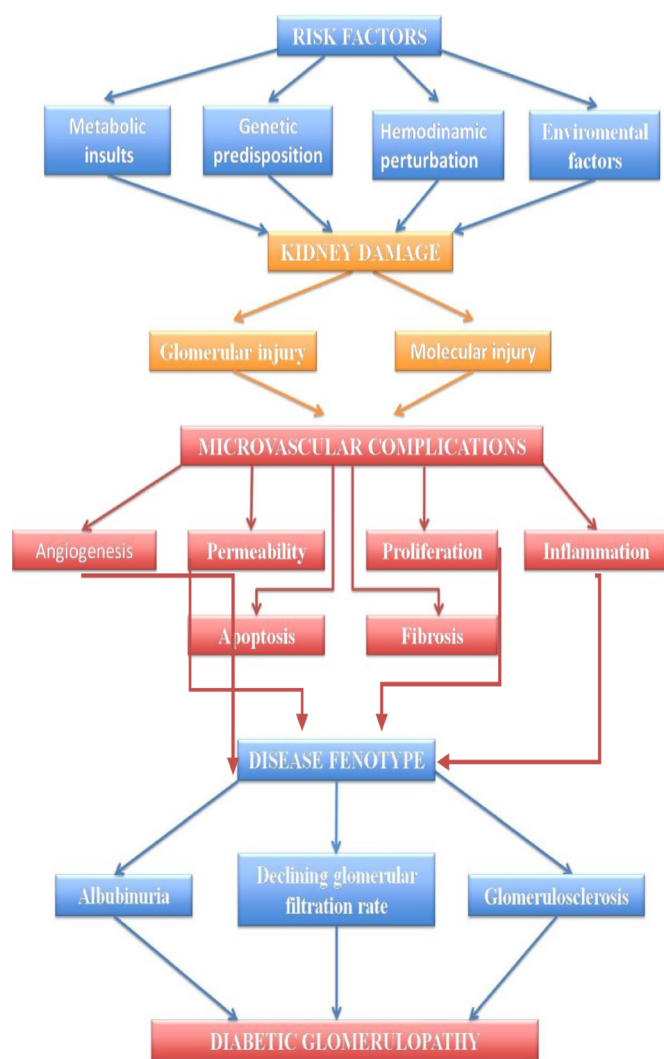 RISK FACTORS
Metabolic
insults
Genetic
predisposition
Hemodinamic
perturbation
Enviromental
factors
KIDNEY DAMAGE
Glomerular injury
Molecular injury
MICROVASCULAR COMPLICATIONS
Angiogenesis
Permeability
Proliferation
Inflammation
Apoptosis
Fibrosis
DISEASE FENOTYPE
Albubinuria
Declining glomerular
filtration rate
Glomerulosclerosis
DIABETIC GLOMERULOPATHY